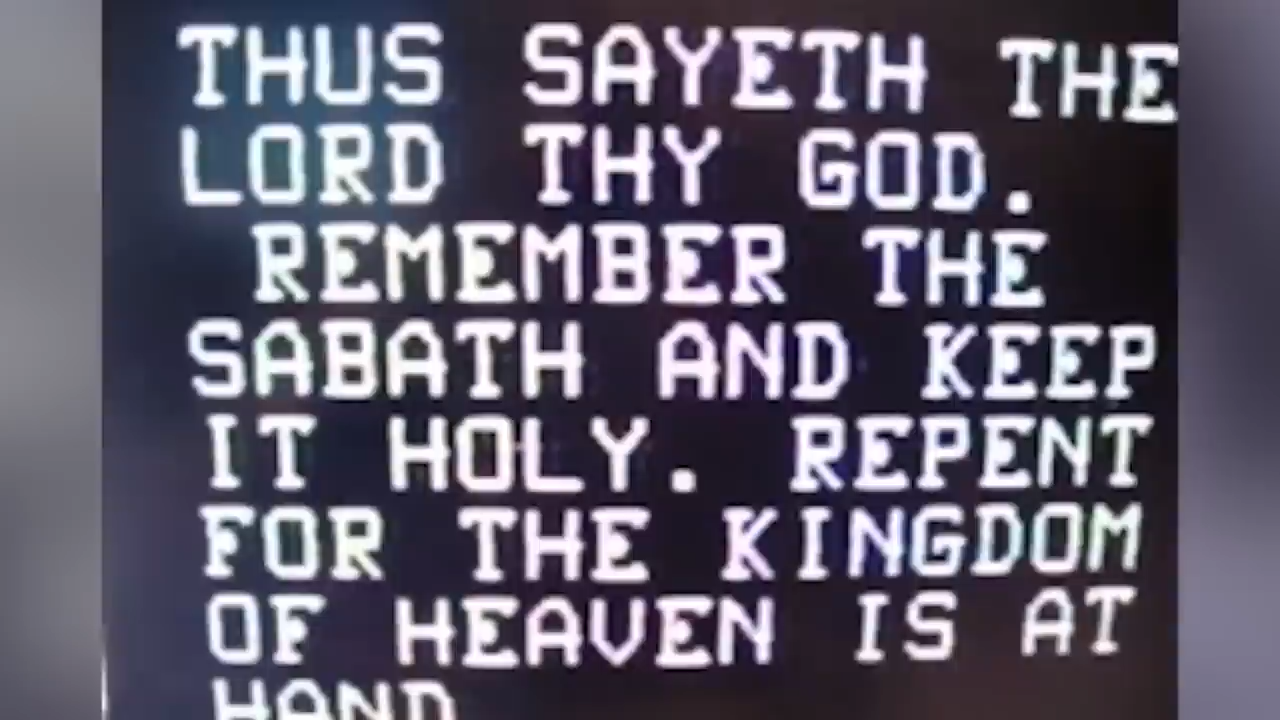 THUS SAYETH THE
LORD THY GOD.
REMEMBER THE
SABATH AND KEEP
IT HOLY. REPENT
FOR THE KINGDOM
OF HEAVEN IS AT
HAND